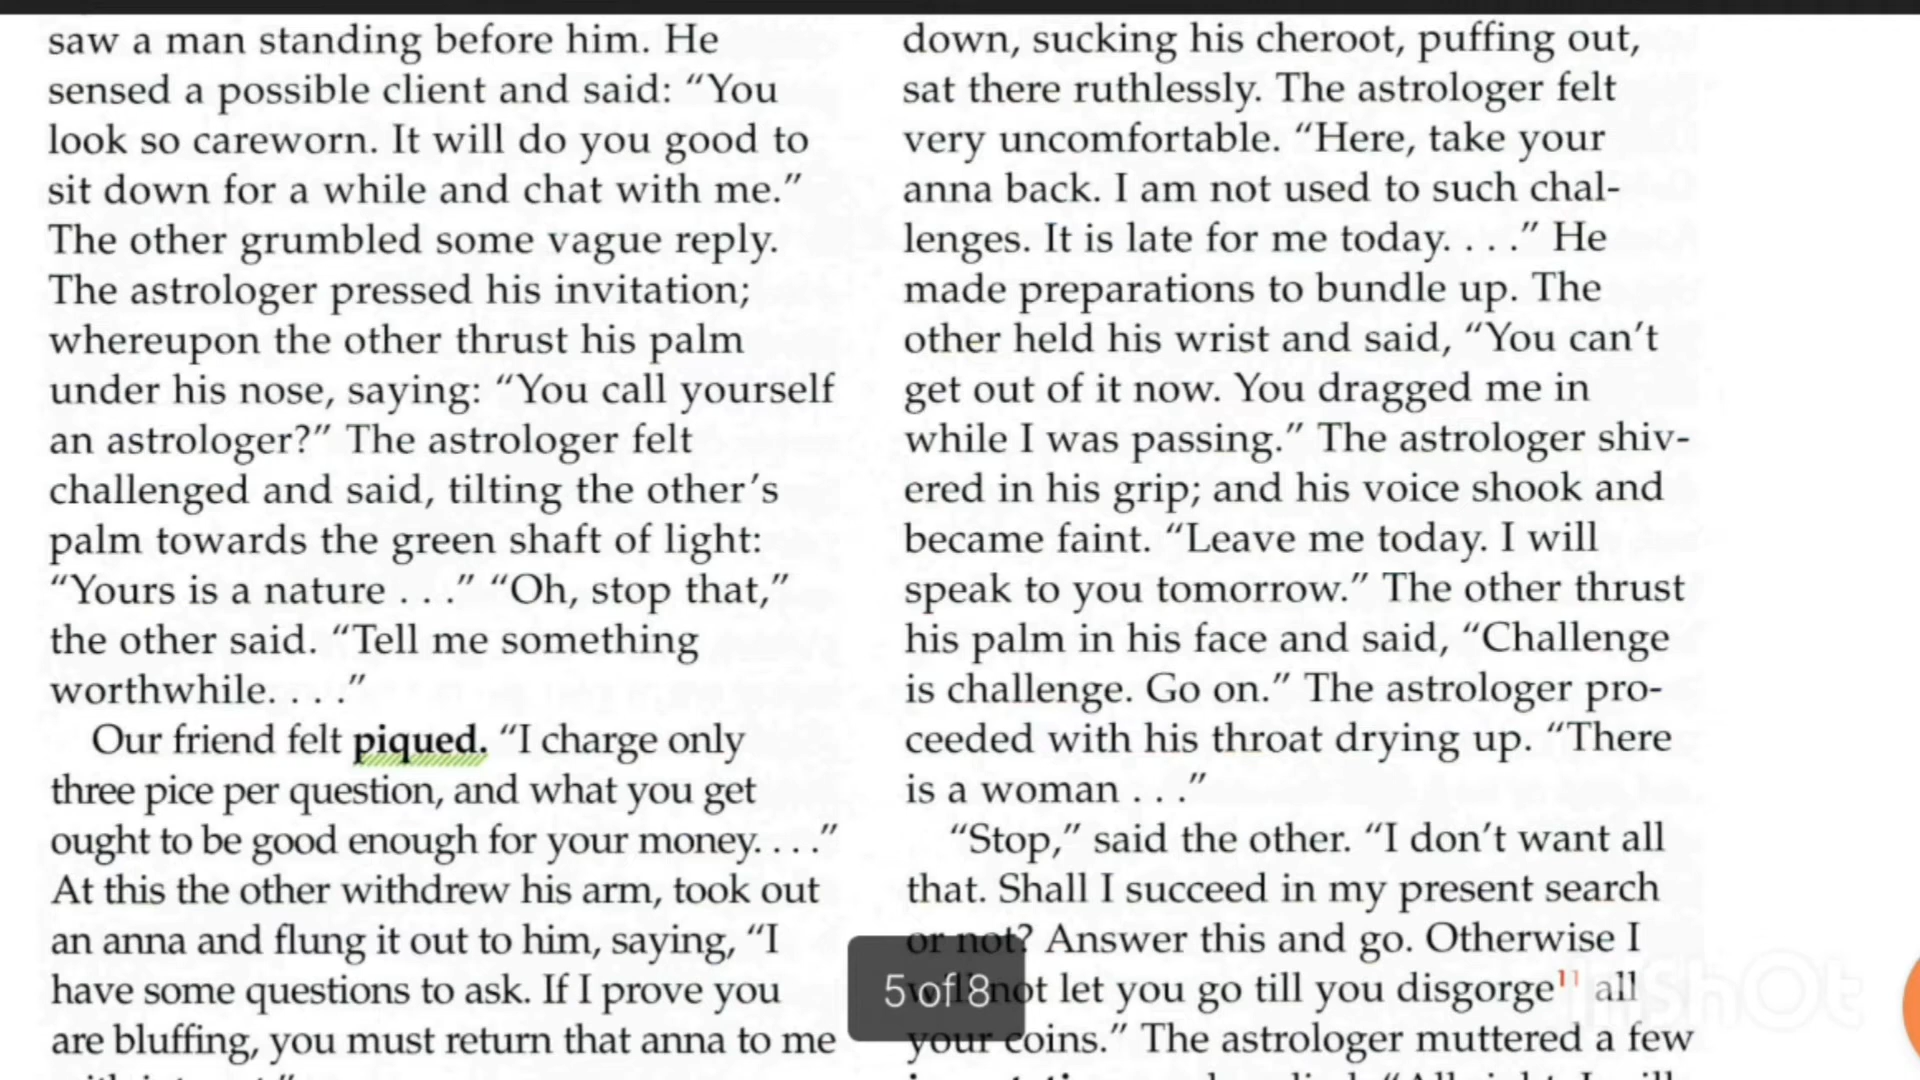 saw a man standing before him. He
sensed a possible client and said: “You
look so careworn. It will do you good to
sit down for a while and chat with me.”
The other grumbled some vague reply.
The astrologer pressed his invitation;
whereupon the other thrust his palm
under his nose, saying: “You call yourself
an astrologer?” The astrologer felt
challenged and said, tilting the other’s
palm towards the green shaft of light:
“Yours is a nature . . .” “Oh, stop that,”
the other said. “Tell me something
worthwhile. . . .”
Our friend felt piqued. “I charge only
three pice per question, and what you get
ought to be good enough for your money. . . .”
At this the other withdrew his arm, took out
an anna and flung it out to him, saying, “I
have some questions to ask. If I prove you
are bluffing, you must return that anna to me
down, sucking his cheroot, puffing out,
sat there ruthlessly. The astrologer felt
very uncomfortable. “Here, take your
anna back. I am not used to such chal-
lenges. It is late for me today. . . . ” He
made preparations to bundle up. The
other held his wrist and said, “You can’t
get out of it now. You dragged me in
while I was passing.” The astrologer shiv-
ered in his grip; and his voice shook and
became faint. “Leave me today. I will
speak to you tomorrow.” The other thrust
his palm in his face and said, “Challenge
is challenge. Go on.” The astrologer pro-
ceeded with his throat drying up. “There
is a woman . . .”
“Stop,” said the other. “I don’t want all
that. Shall I succeed in my present search
or not? Answer this and go. Otherwise I
will not let you go till you disgorge11 all
your coins.” The astrologer muttered a few
5 of 8
InShOt